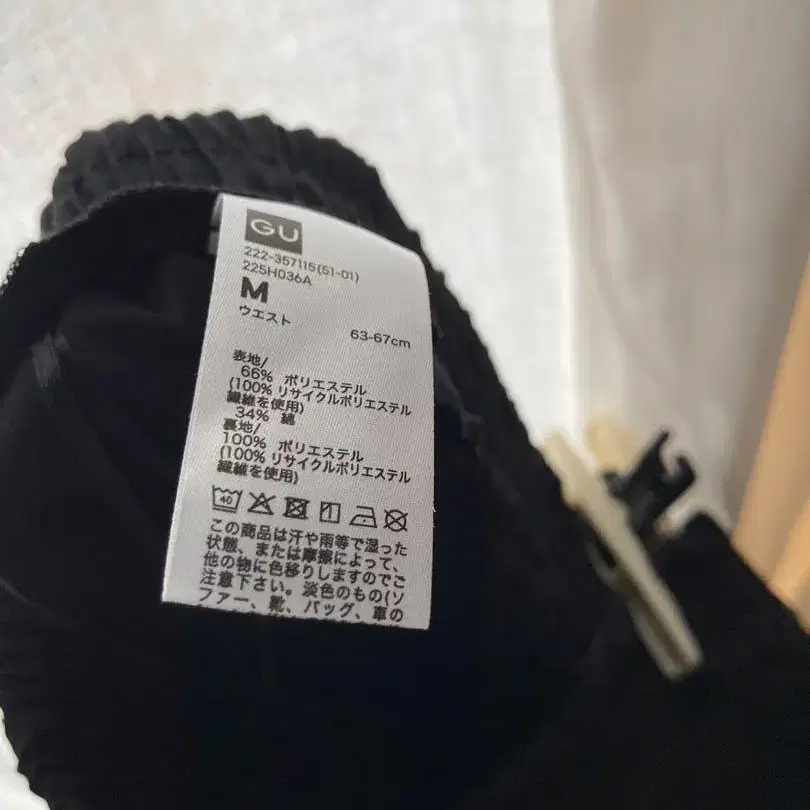 GU
222-357115(51-01)
225H036A
M
ウエスト
63-67cm
表地/
66% ポリエステル
(100% リサイクルポリエステル
繊維を使用)
34% 綿
裏地/
100% ポリエステル
(100% リサイクルポリエステル
繊維を使用)
40
この商品は汗や雨等で湿った
状態、または摩擦によって、
他の物に色移りしますのでご
注意下さい。淡色のもの(ソ
ファー、靴、バッグ、車の